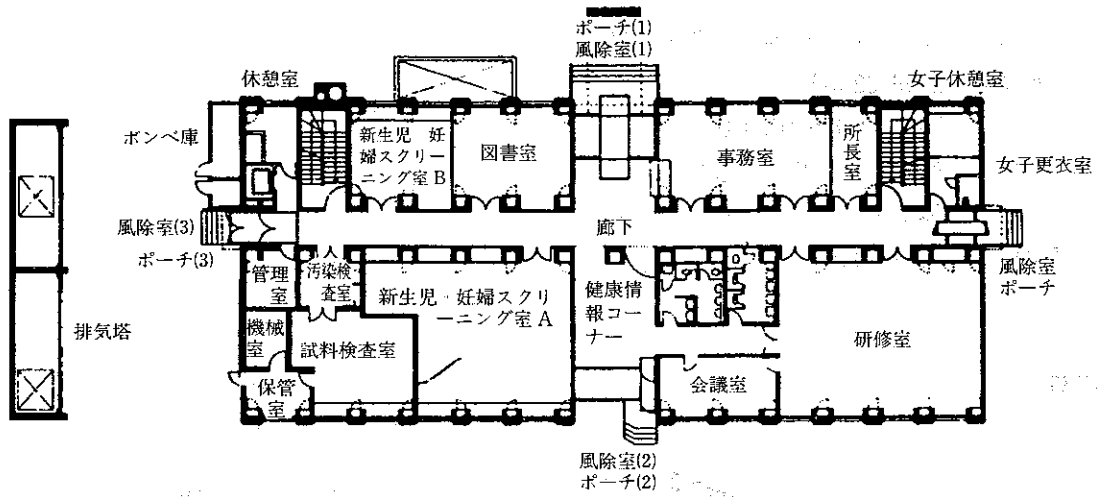 ポーチ(1)
風除室(1)
休憩室
女子休憩室
ボンベ庫
新生児 妊
婦スクリー
ニング室B
図書室
事務室
所長室
女子更衣室
風除室(3)
ポーチ(3)
廊下
風除室
ポーチ
管理
室
汚染検
査室
新生児・妊婦スクリ
ーニング室A
健康情
報コー
ナー
機械
室
試料検査室
研修室
排気塔
保管
室
会議室
風除室(2)
ポーチ(2)